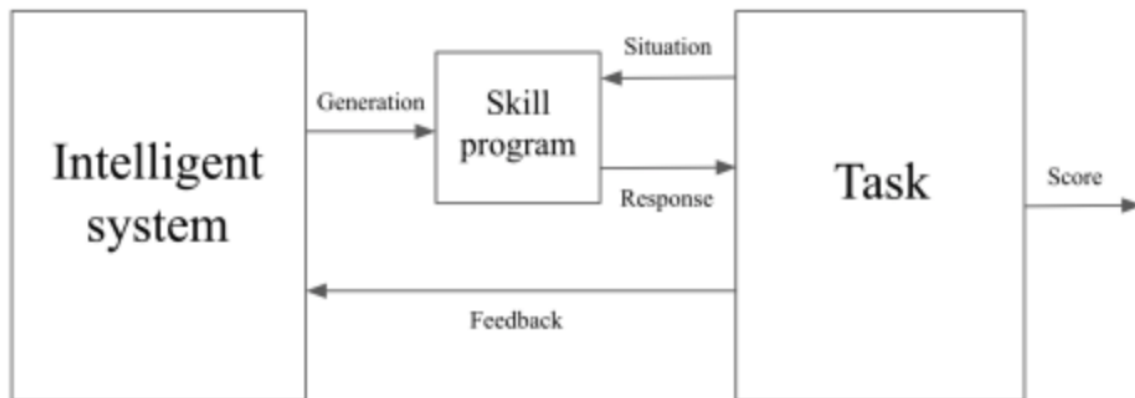 Situation
Generation
Skill
program
Intelligent
system
Task
Score
Response
Feedback